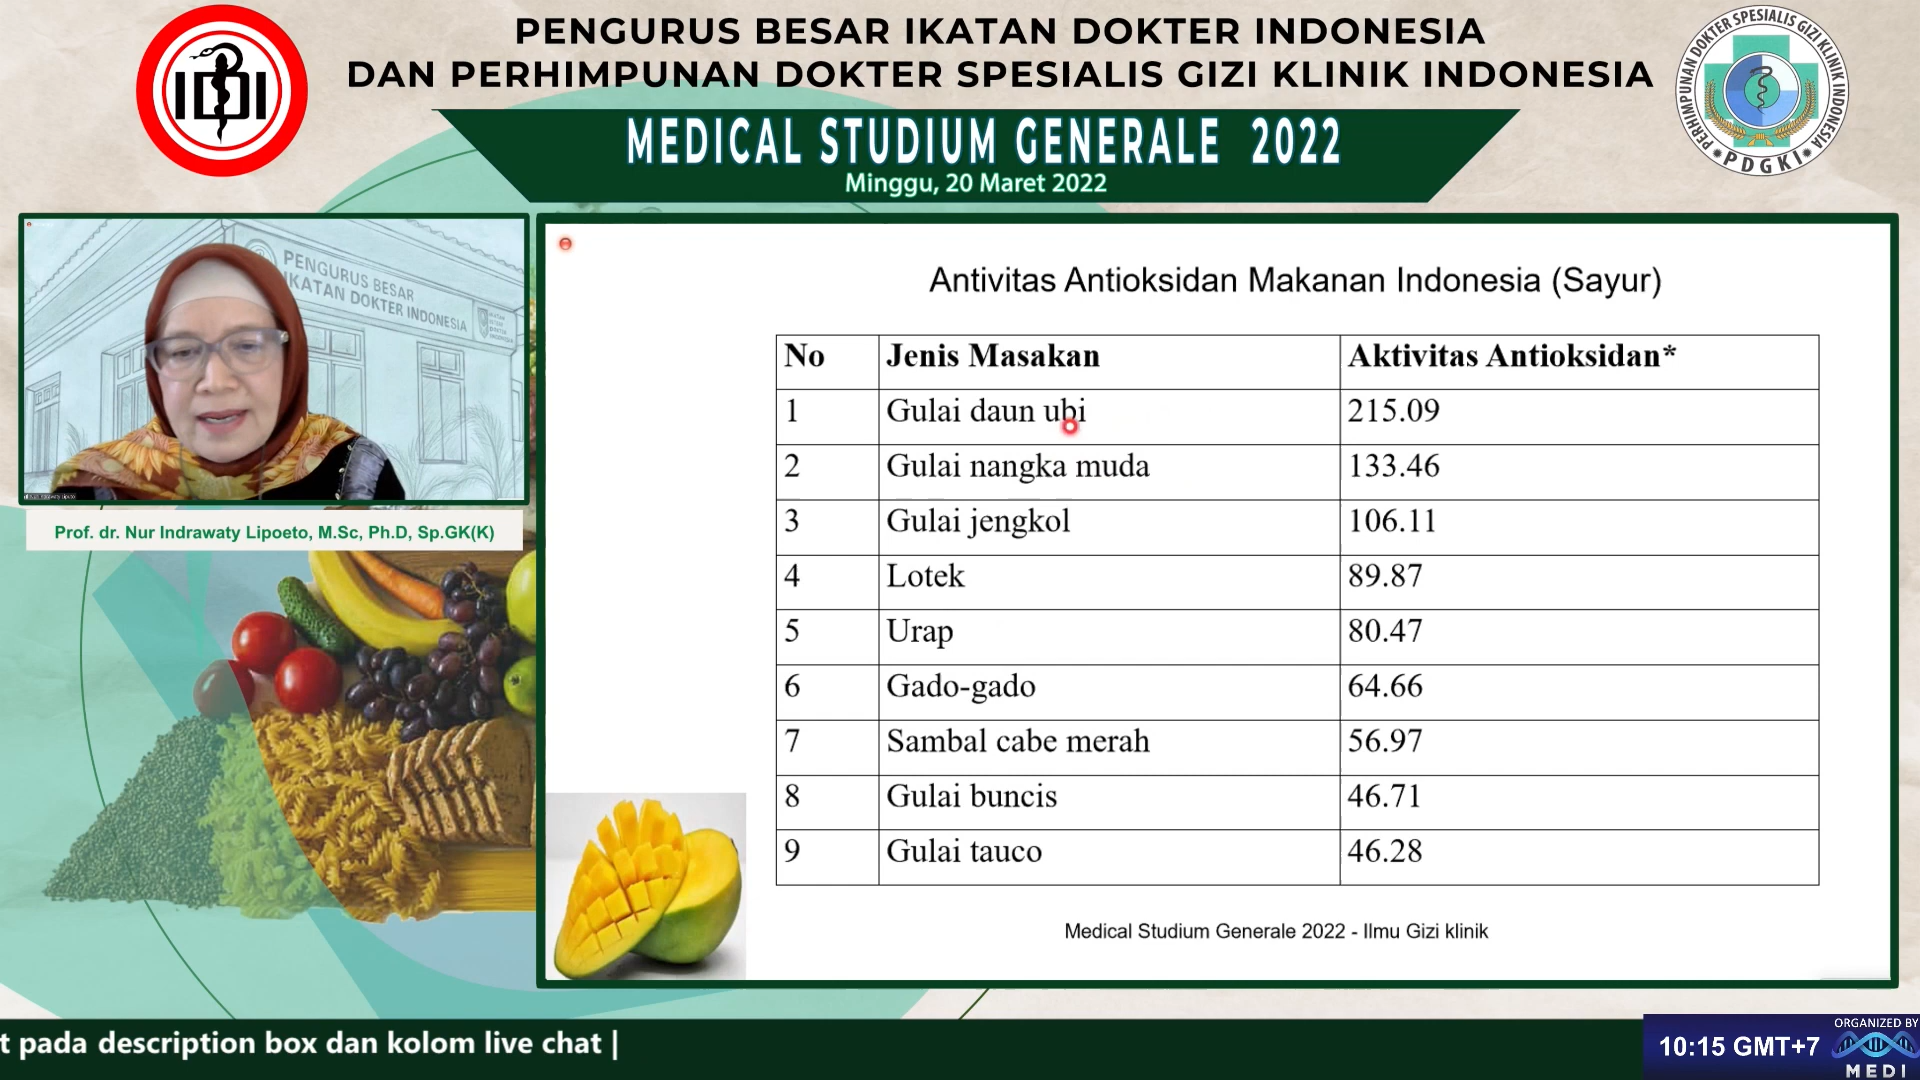 PENGURUS BESAR IKATAN DOKTER INDONESIA
DAN PERHIMPUNAN DOKTER SPESIALIS GIZI KLINIK INDONESIA
IDI
PERHIMPUNAN DOKTER SPESIALIS GIZI KLINIK INDONESIA
PDGKI
MEDICAL STUDIUM GENERALE 2022
Minggu, 20 Maret 2022
PENGURUS BESAR
IKATAN DOKTER INDONESIA
Prof. dr. Nur Indrawaty Lipoeto, M.Sc, Ph.D, Sp.GK(K)
Antivitas Antioksidan Makanan Indonesia (Sayur)
No Jenis Masakan Aktivitas Antioksidan*
1 Gulai daun ubi 215.09
2 Gulai nangka muda 133.46
3 Gulai jengkol 106.11
4 Lotek 89.87
5 Urap 80.47
6 Gado-gado 64.66
7 Sambal cabe merah 56.97
8 Gulai buncis 46.71
9 Gulai tauco 46.28
Medical Studium Generale 2022 - Ilmu Gizi klinik
t pada description box dan kolom live chat |
10:15 GMT+7
ORGANIZED BY
MEDI